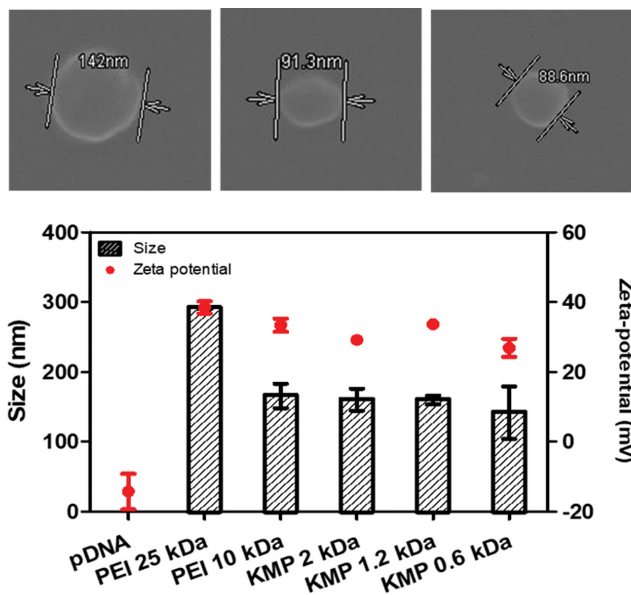 142nm
91.3nm
88.6nm
400
300
200
100
0
Size (nm)
Size
Zeta potential
60
40
20
0
-20
Zeta-potential (mV)
pDNA
PEI 25 kDa
PEI 10 kDa
KMP 2 kDa
KMP 1.2 kDa
KMP 0.6 kDa